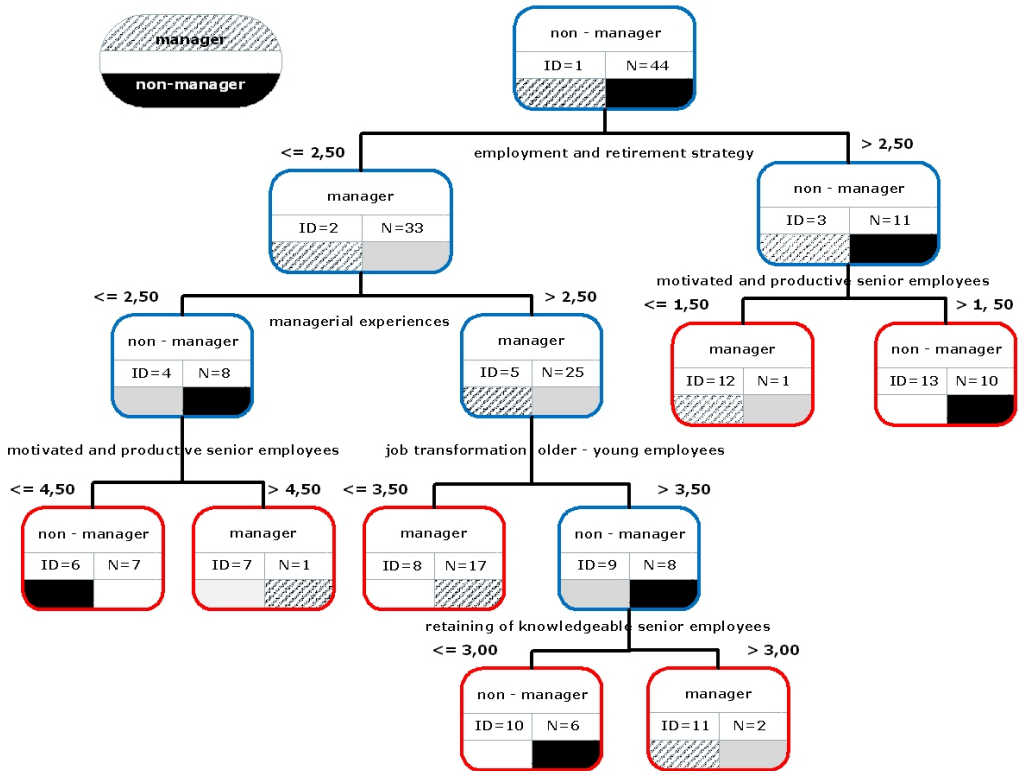 manager
non-manager
non - manager
ID=1 N=44
<= 2,50
employment and retirement strategy
> 2,50
manager
ID=2 N=33
non - manager
ID=3 N=11
motivated and productive senior employees
<= 2,50
managerial experiences
> 2,50
<= 1,50
> 1, 50
non - manager
ID=4 N=8
manager
ID=5 N=25
manager
ID=12 N=1
non - manager
ID=13 N=10
motivated and productive senior employees
job transformation older - young employees
<= 4,50
> 4,50
<= 3,50
> 3,50
non - manager
ID=6 N=7
manager
ID=7 N=1
manager
ID=8 N=17
non - manager
ID=9 N=8
retaining of knowledgeable senior employees
<= 3,00
> 3,00
non - manager
ID=10 N=6
manager
ID=11 N=2